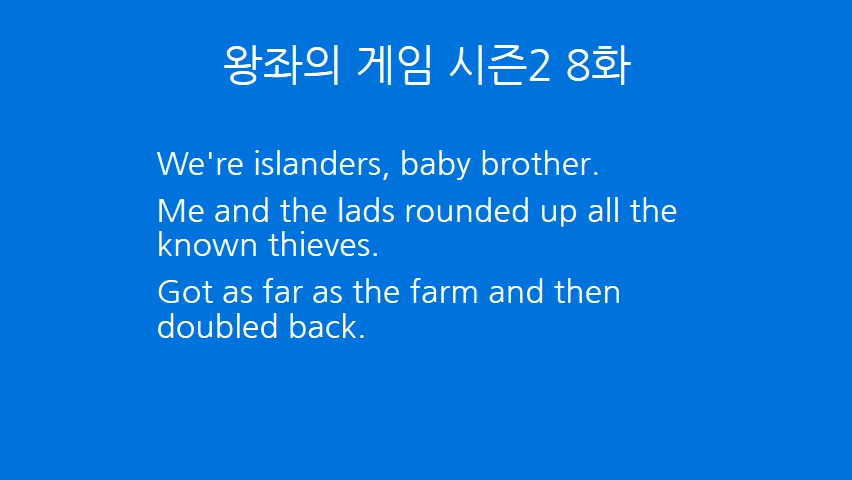 왕좌의 게임 시즌2 8화
We're islanders, baby brother.
Me and the lads rounded up all the
known thieves.
Got as far as the farm and then
doubled back.